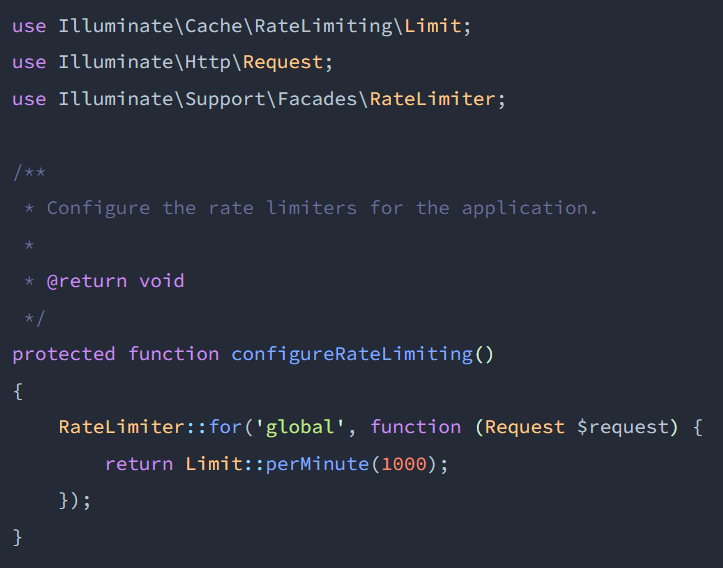 use Illuminate\Cache\RateLimiting\Limit;
use Illuminate\Http\Request;
use Illuminate\Support\Facades\RateLimiter;

/**
 * Configure the rate limiters for the application.
 *
 * @return void
 */
protected function configureRateLimiting()
{
    RateLimiter::for('global', function (Request $request) {
        return Limit::perMinute(1000);
    });
}